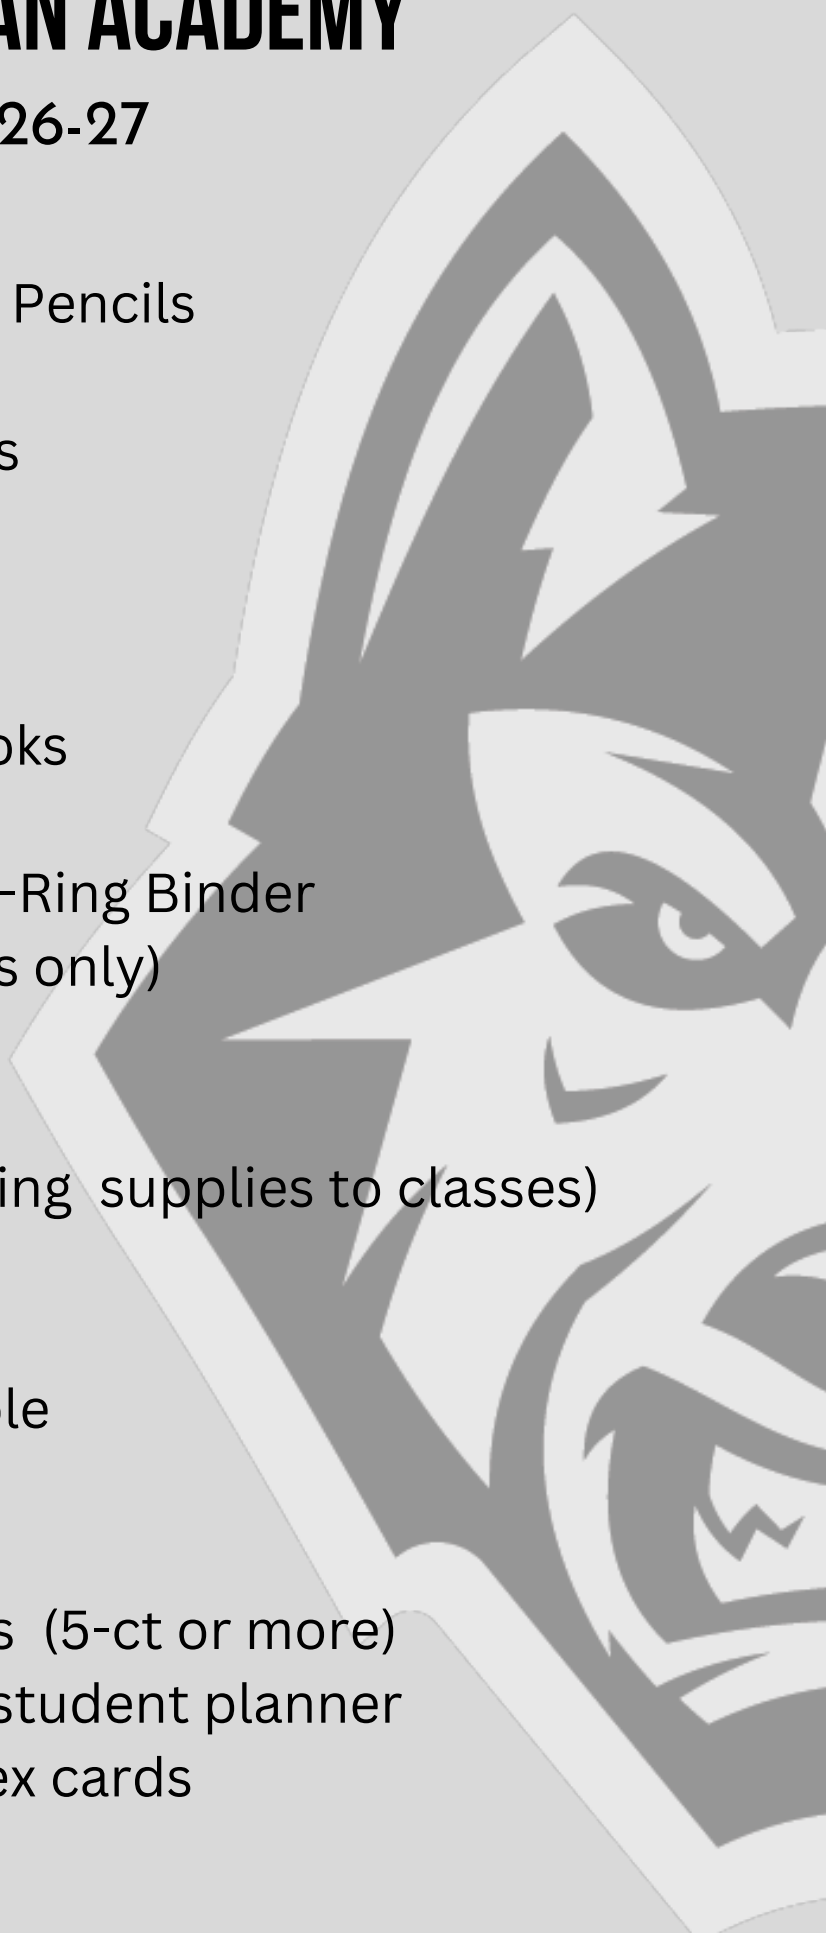 AN ACADEMY
26-27
Pencils
s
oks
-Ring Binder
s only)
ing  supplies to classes)
ole
s  (5-ct or more)
student planner
ex cards